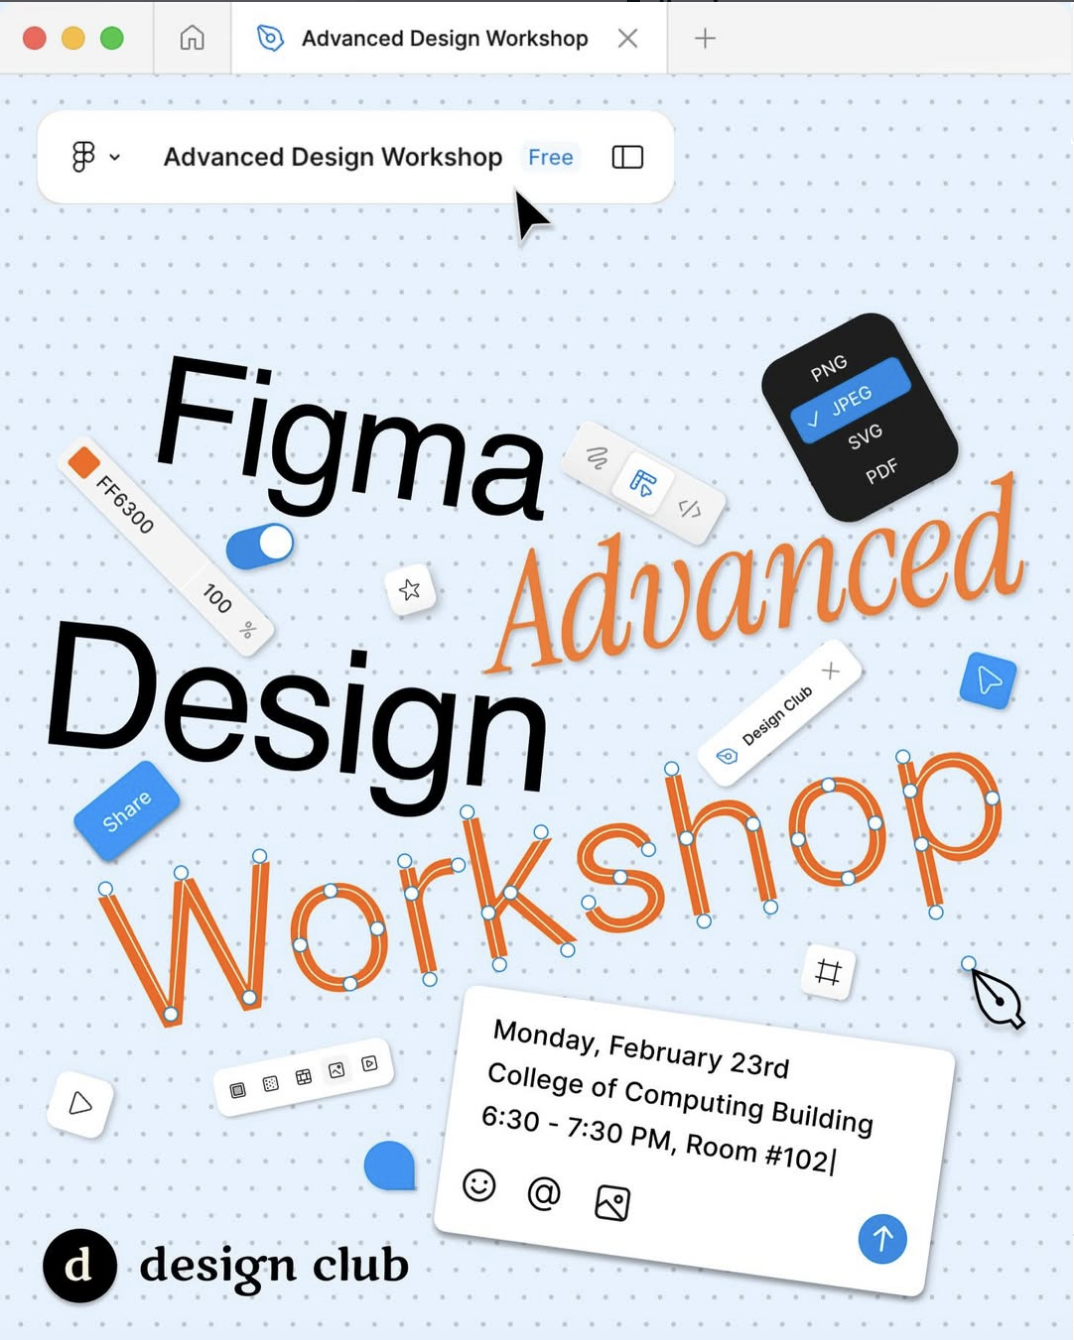 Advanced Design Workshop
Advanced Design Workshop Free
Figma
PNG
✓ JPEG
SVG
PDF
FF6300 100 %
</>
Advanced
Design
Design Club
Share
Workshop
Monday, February 23rd
College of Computing Building
6:30 - 7:30 PM, Room #102|
@
d design club